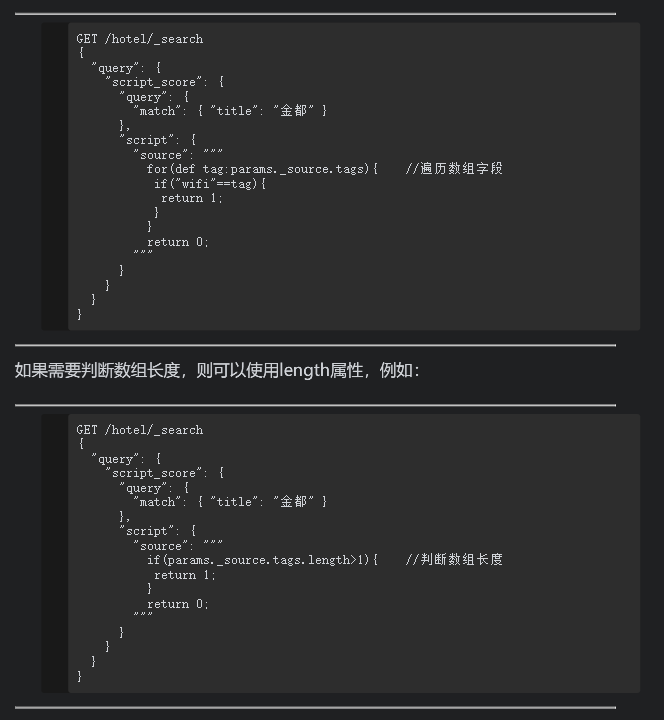 GET /hotel/_search
{
  "query": {
    "script_score": {
      "query": {
        "match": { "title": "金都" }
      },
      "script": {
        "source": """
          for(def tag:params._source.tags){    //遍历数组字段
           if("wifi"==tag){
            return 1;
           }
          }
          return 0;
        """
      }
    }
  }
}
如果需要判断数组长度，则可以使用length属性，例如：
GET /hotel/_search
{
  "query": {
    "script_score": {
      "query": {
        "match": { "title": "金都" }
      },
      "script": {
        "source": """
          if(params._source.tags.length>1){    //判断数组长度
           return 1;
          }
          return 0;
        """
      }
    }
  }
}